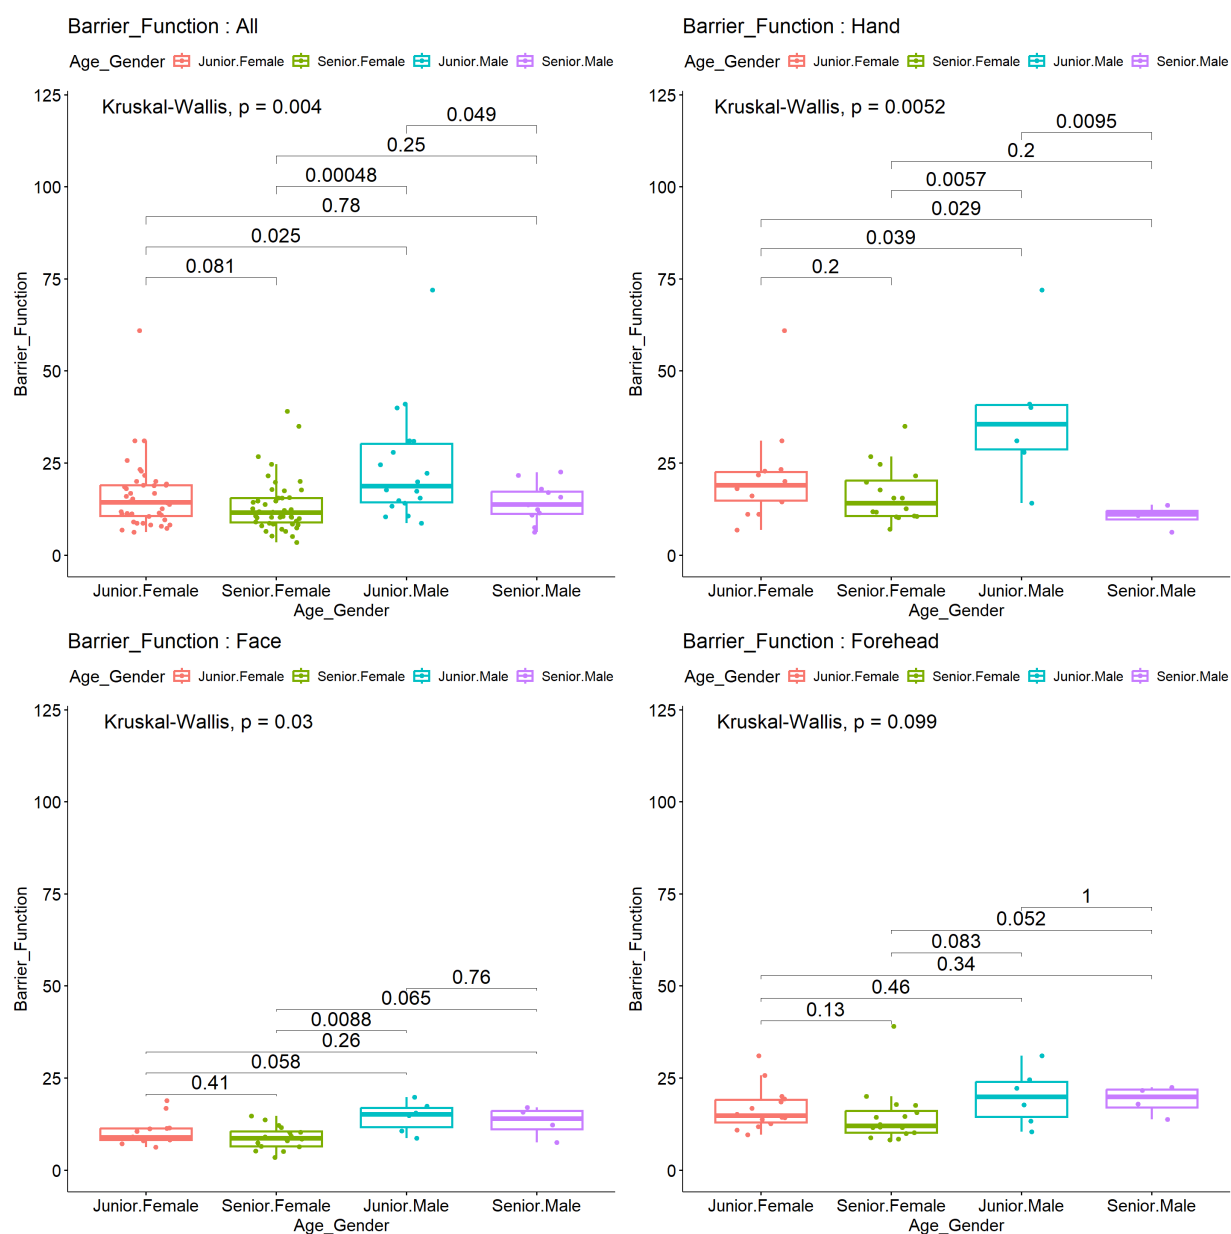 Barrier_Function : All
Age_Gender Junior.Female Senior.Female Junior.Male Senior.Male
Kruskal-Wallis, p = 0.004
0.049
0.25
0.00048
0.78
0.025
0.081
125
100
75
50
25
0
Barrier_Function
Junior.Female Senior.Female Junior.Male Senior.Male
Age_Gender
Barrier_Function : Hand
Age_Gender Junior.Female Senior.Female Junior.Male Senior.Male
Kruskal-Wallis, p = 0.0052
0.0095
0.2
0.0057
0.029
0.039
0.2
125
100
75
50
25
0
Barrier_Function
Junior.Female Senior.Female Junior.Male Senior.Male
Age_Gender
Barrier_Function : Face
Age_Gender Junior.Female Senior.Female Junior.Male Senior.Male
Kruskal-Wallis, p = 0.03
0.76
0.065
0.0088
0.26
0.058
0.41
125
100
75
50
25
0
Barrier_Function
Junior.Female Senior.Female Junior.Male Senior.Male
Age_Gender
Barrier_Function : Forehead
Age_Gender Junior.Female Senior.Female Junior.Male Senior.Male
Kruskal-Wallis, p = 0.099
1
0.052
0.083
0.34
0.46
0.13
125
100
75
50
25
0
Barrier_Function
Junior.Female Senior.Female Junior.Male Senior.Male
Age_Gender